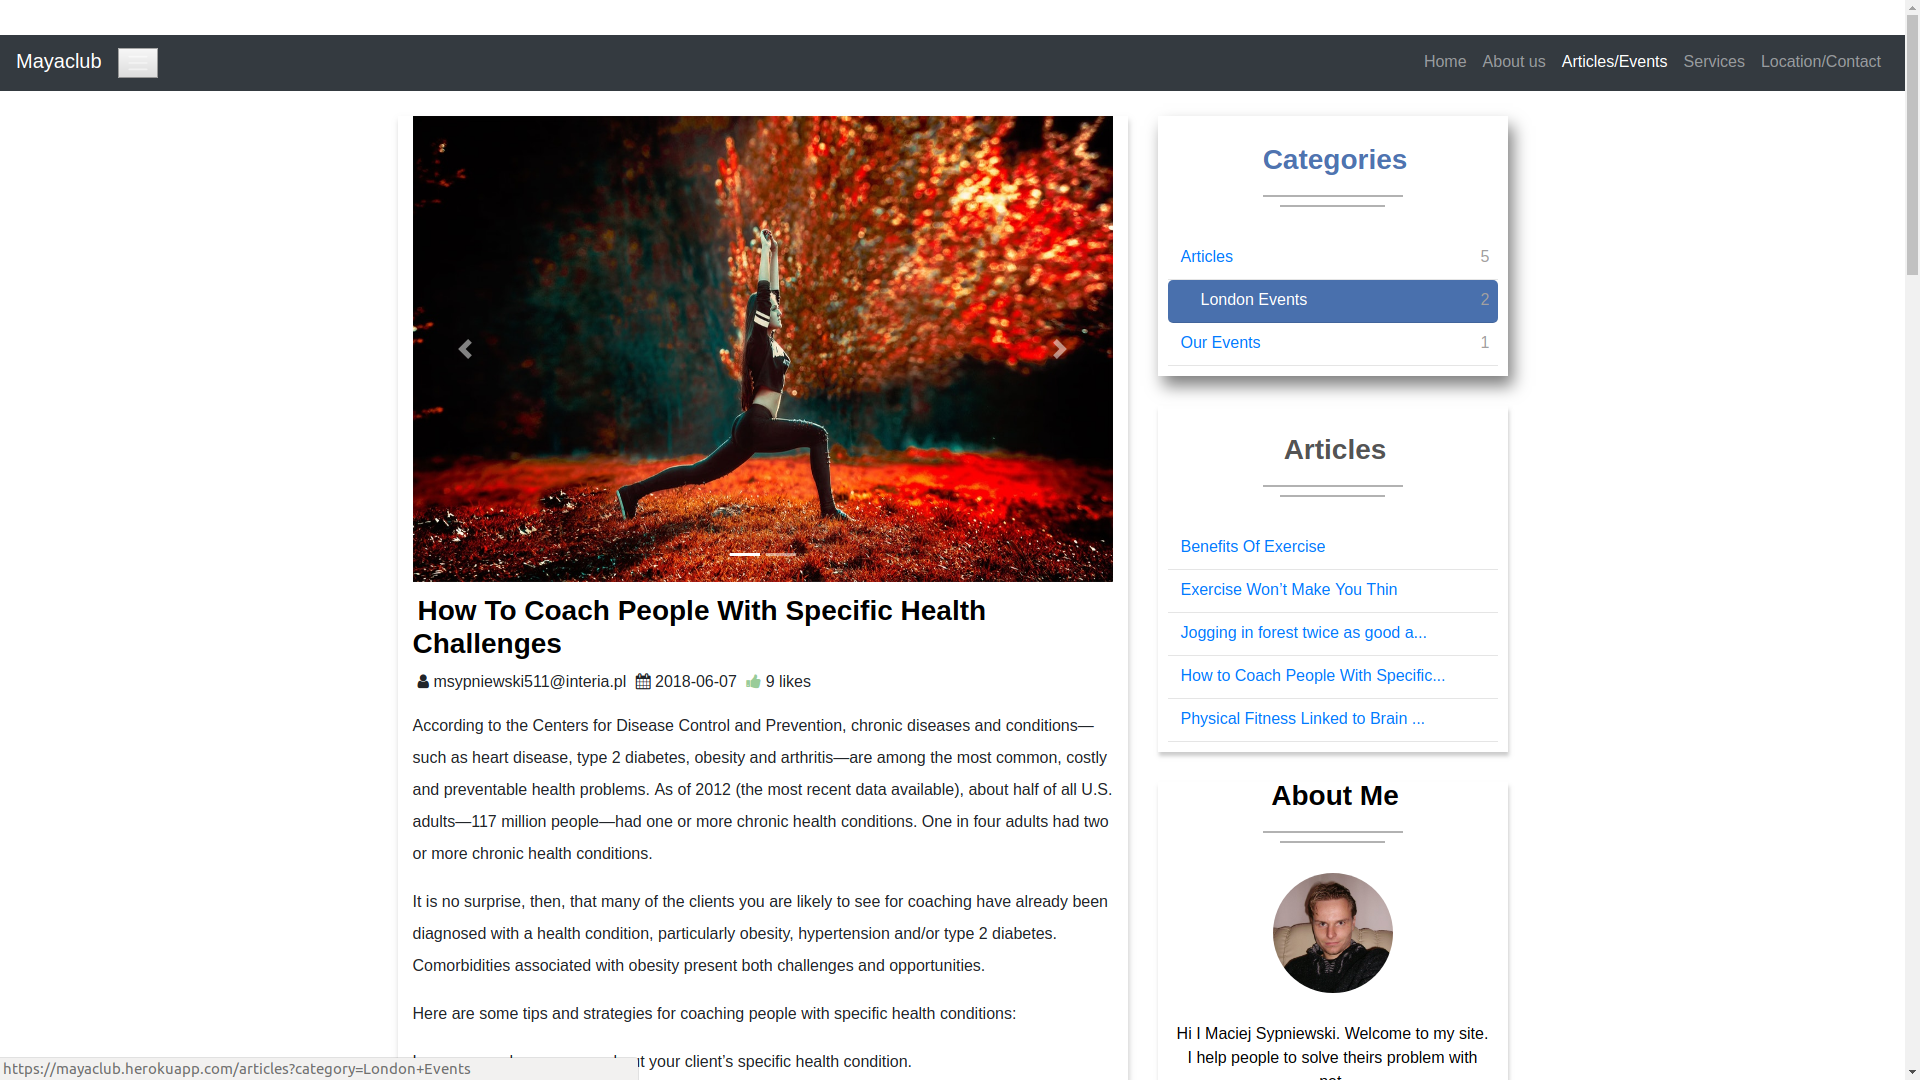 Mayaclub
Home About us Articles/Events Services Location/Contact
How To Coach People With Specific Health
Challenges
msypniewski511@interia.pl 2018-06-07 9 likes
According to the Centers for Disease Control and Prevention, chronic diseases and conditions—
such as heart disease, type 2 diabetes, obesity and arthritis—are among the most common, costly
and preventable health problems. As of 2012 (the most recent data available), about half of all U.S.
adults—117 million people—had one or more chronic health conditions. One in four adults had two
or more chronic health conditions.
It is no surprise, then, that many of the clients you are likely to see for coaching have already been
diagnosed with a health condition, particularly obesity, hypertension and/or type 2 diabetes.
Comorbidities associated with obesity present both challenges and opportunities.
Here are some tips and strategies for coaching people with specific health conditions:
your client’s specific health condition.
Categories
Articles 5
London Events 2
Our Events 1
Articles
Benefits Of Exercise
Exercise Won’t Make You Thin
Jogging in forest twice as good a...
How to Coach People With Specific...
Physical Fitness Linked to Brain ...
About Me
Hi I Maciej Sypniewski. Welcome to my site.
I help people to solve theirs problem with
https://mayaclub.herokuapp.com/articles?category=London+Events